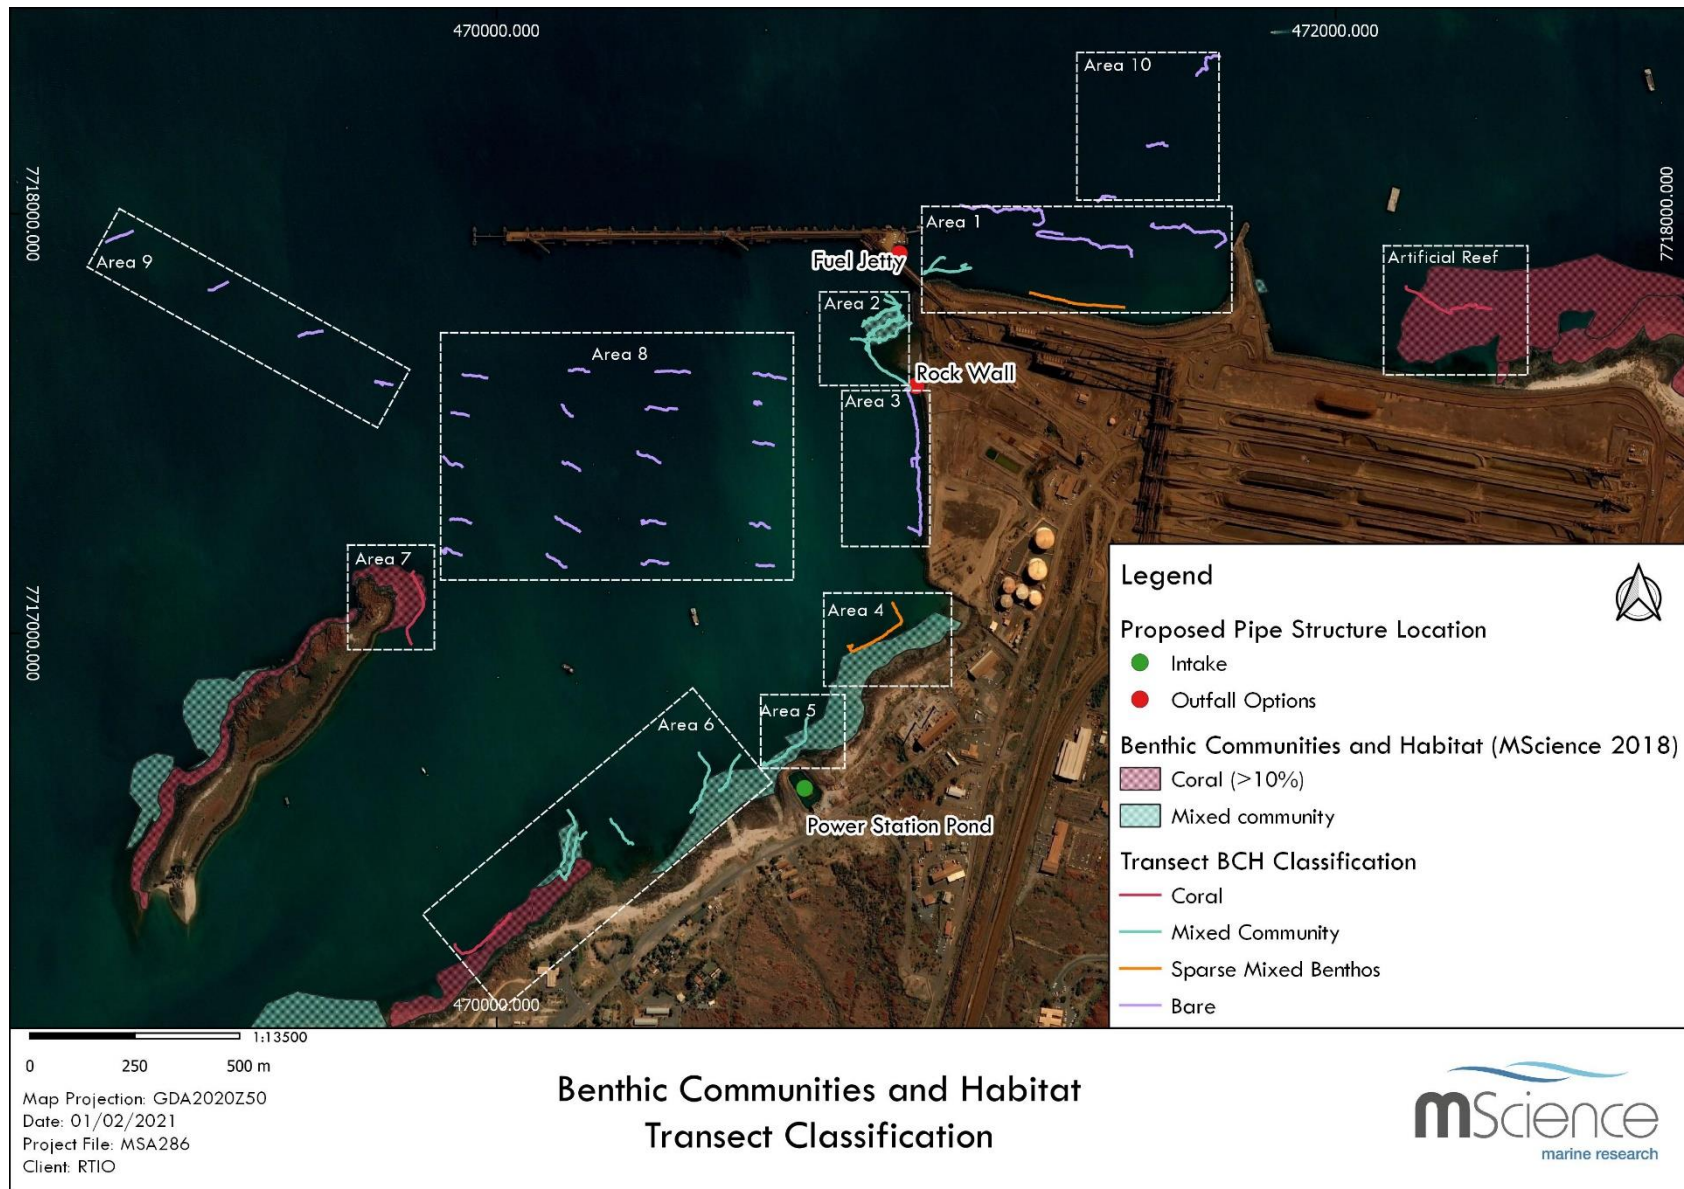 470000.000
472000.000
Area 10
7718000.000
7718000.000
Area 1
Area 9
Fuel Jetty
Artificial Reef
Area 2
Area 8
Rock Wall
Area 3
Area 7
7717000.000
Area 4
Area 5
Area 6
Power Station Pond
470000.000
Legend
Proposed Pipe Structure Location
Intake
Outfall Options
Benthic Communities and Habitat (MScience 2018)
Coral (>10%)
Mixed community
Transect BCH Classification
Coral
Mixed Community
Sparse Mixed Benthos
Bare
1:13500
0 250 500 m
Map Projection: GDA2020Z50
Date: 01/02/2021
Project File: MSA286
Client: RTIO
Benthic Communities and Habitat
Transect Classification
mScience
marine research